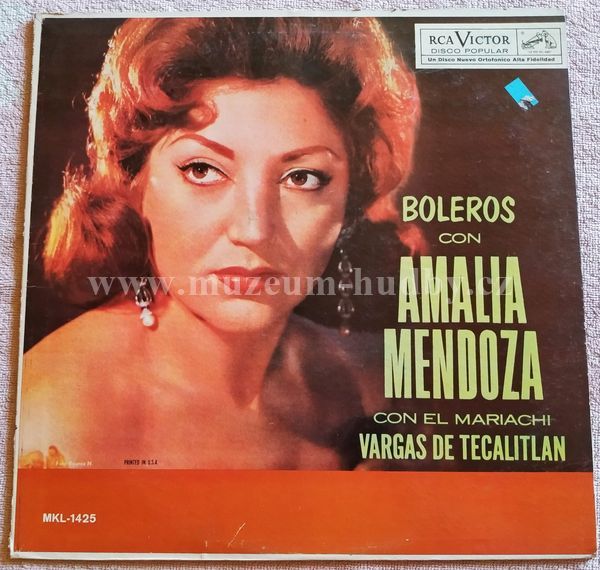 RCA VICTOR
DISCO POPULAR
Un Disco Nuevo Ortofonico Alta Fidelidad
BOLEROS
CON
www.muzeum-hudby.cz
AMALIA
MENDOZA
CON EL MARIACHI
VARGAS DE TECALITLAN
PRINTED IN U.S.A.
MKL-1425